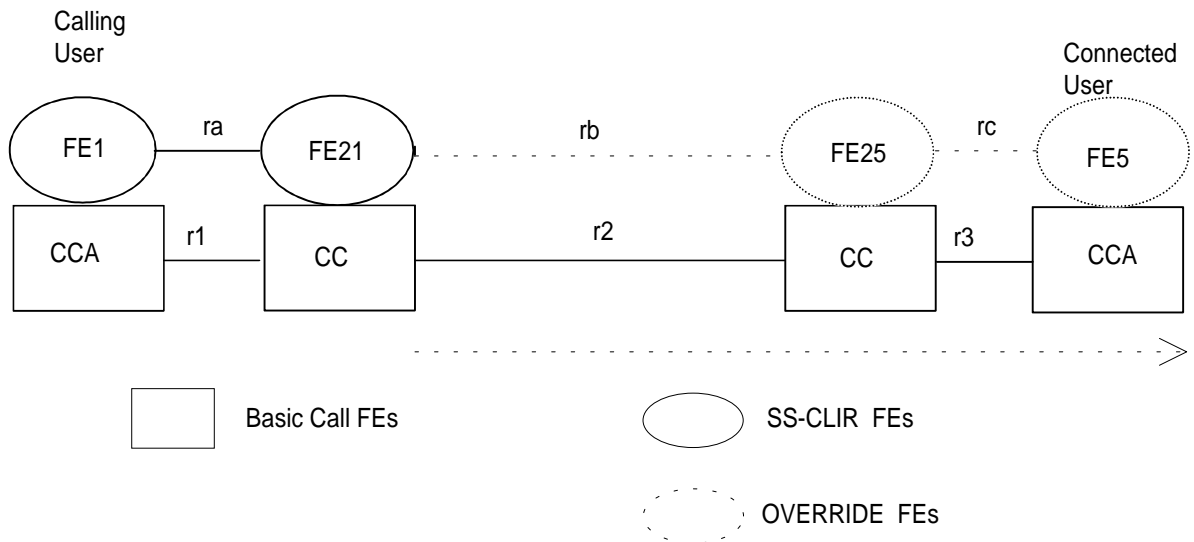 Calling
User
Connected
User
FE1
ra
FE21
rb
FE25
rc
FE5
CCA
r1
CC
r2
CC
r3
CCA
Basic Call FEs
SS-CLIR FEs
OVERRIDE FEs